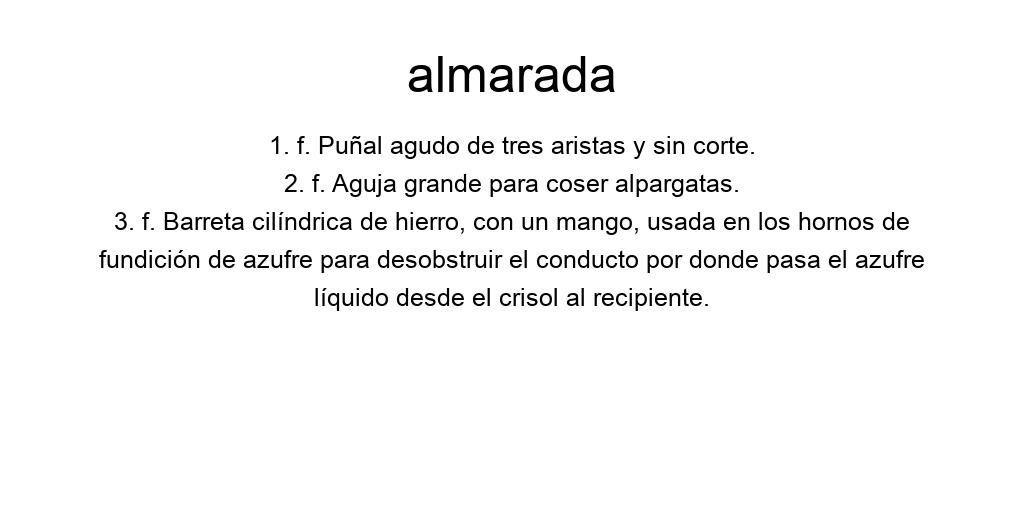 almarada
1. f. Puñal agudo de tres aristas y sin corte.
2. f. Aguja grande para coser alpargatas.
3. f. Barreta cilíndrica de hierro, con un mango, usada en los hornos de
fundición de azufre para desobstruir el conducto por donde pasa el azufre
líquido desde el crisol al recipiente.